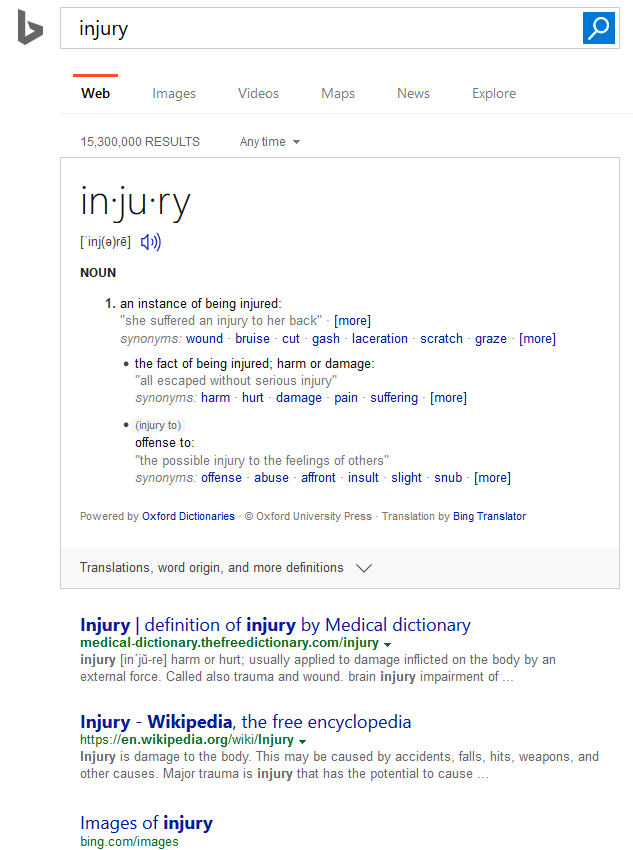 injury
Web Images Videos Maps News Explore
15,300,000 RESULTS Any time
in·ju·ry
[ˈinj(ə)rē]
NOUN
1. an instance of being injured:
"she suffered an injury to her back" · [more]
synonyms: wound · bruise · cut · gash · laceration · scratch · graze · [more]
• the fact of being injured; harm or damage:
"all escaped without serious injury"
synonyms: harm · hurt · damage · pain · suffering · [more]
• (injury to)
offense to:
"the possible injury to the feelings of others"
synonyms: offense · abuse · affront · insult · slight · snub · [more]
Powered by Oxford Dictionaries · © Oxford University Press · Translation by Bing Translator
Translations, word origin, and more definitions
Injury | definition of injury by Medical dictionary
medical-dictionary.thefreedictionary.com/injury
injury [in´jŭ-re] harm or hurt; usually applied to damage inflicted on the body by an
external force. Called also trauma and wound. brain injury impairment of ...
Injury - Wikipedia, the free encyclopedia
https://en.wikipedia.org/wiki/Injury
Injury is damage to the body. This may be caused by accidents, falls, hits, weapons, and
other causes. Major trauma is injury that has the potential to cause ...
Images of injury
bing.com/images